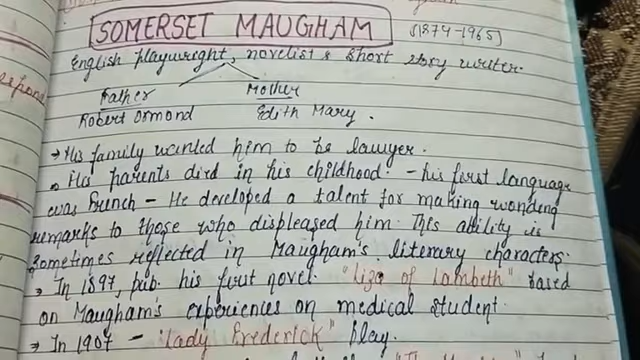 SOMERSET MAUGHAM (1874-1965)
English playwright, novelist & short story writer.
Father Mother
Robert Ormond Edith Mary.
→ His family wanted him to be lawyer.
→ His parents died in his childhood. - his first language
was French - He developed a talent for making wonding
remarks to those who displeased him. This ability is
sometimes reflected in Maugham's literary characters.
→ In 1897, pub. his first novel "Liza of Lambeth" based
on Maugham's experiences on medical student.
→ In 1907 - "Lady Frederick" Play.